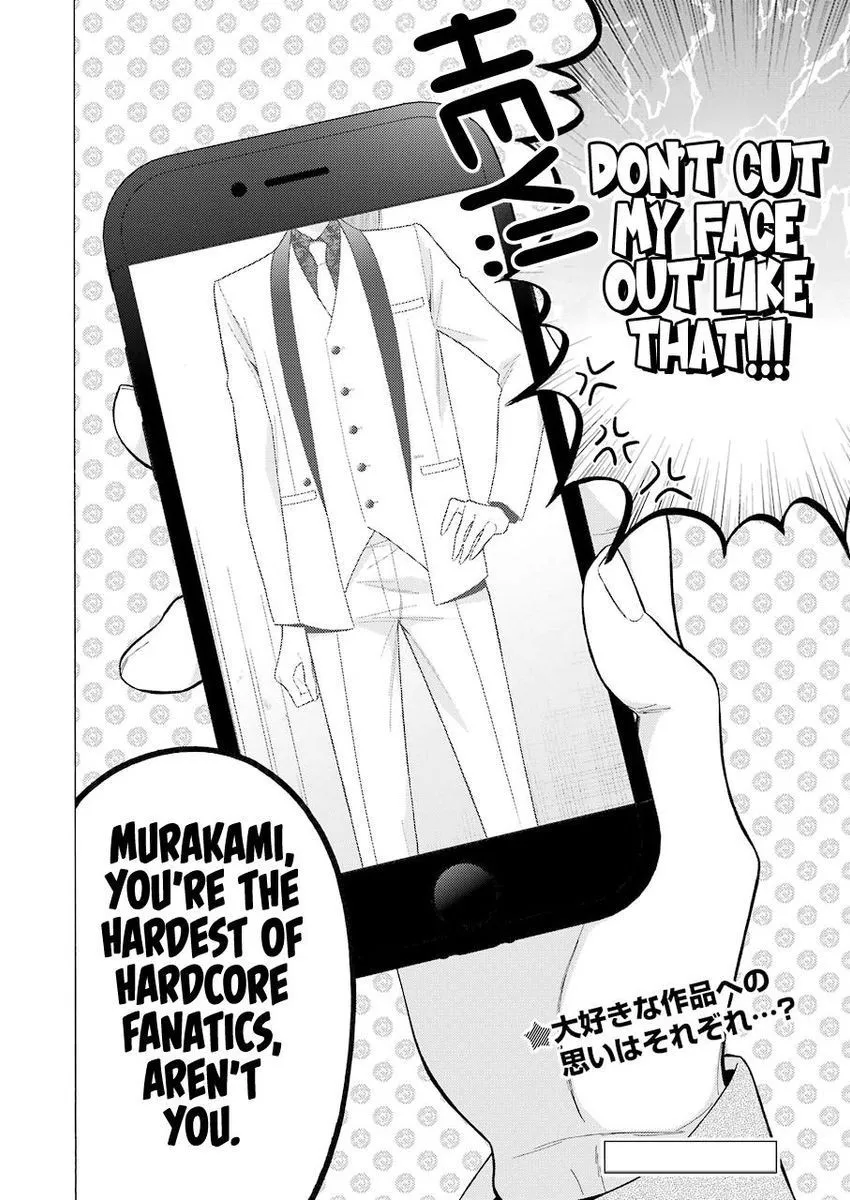 HEY!!
DON'T CUT
MY FACE
OUT LIKE
THAT!!!
MURAKAMI,
YOU'RE THE
HARDEST OF
HARDCORE
FANATICS,
AREN'T
YOU.
大好きな作品への
思いはそれぞれ…?